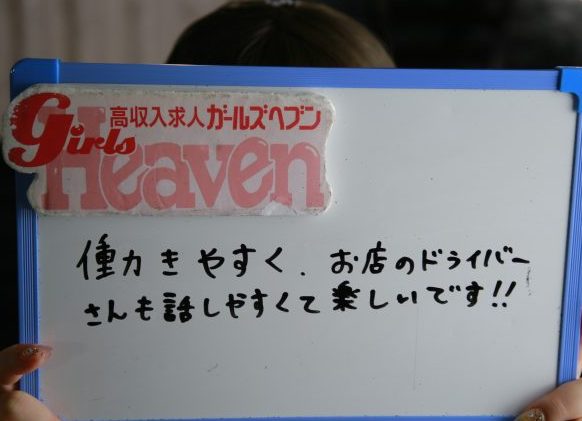 高収入求人ガールズヘブン
Girls
Heaven
働力きやすく、お店のドライバー
さんも話しやすくて楽しいです!!